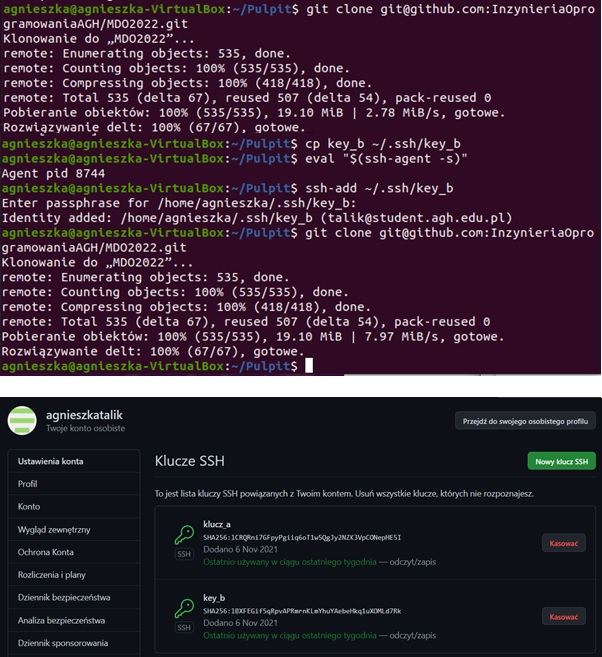 agnieszka@agnieszka-VirtualBox:~/Pulpit$ git clone git@github.com:InzynieriaOpro
gramowaniaAGH/MDO2022.git
Klonowanie do „MDO2022”...
remote: Enumerating objects: 535, done.
remote: Counting objects: 100% (535/535), done.
remote: Compressing objects: 100% (418/418), done.
remote: Total 535 (delta 67), reused 507 (delta 54), pack-reused 0
Pobieranie obiektów: 100% (535/535), 19.10 MiB | 2.78 MiB/s, gotowe.
Rozwiązywanie delt: 100% (67/67), gotowe.
agnieszka@agnieszka-VirtualBox:~/Pulpit$ cp key_b ~/.ssh/key_b
agnieszka@agnieszka-VirtualBox:~/Pulpit$ eval "$(ssh-agent -s)"
Agent pid 8744
agnieszka@agnieszka-VirtualBox:~/Pulpit$ ssh-add ~/.ssh/key_b
Enter passphrase for /home/agnieszka/.ssh/key_b:
Identity added: /home/agnieszka/.ssh/key_b (talik@student.agh.edu.pl)
agnieszka@agnieszka-VirtualBox:~/Pulpit$ git clone git@github.com:InzynieriaOpro
gramowaniaAGH/MDO2022.git
Klonowanie do „MDO2022”...
remote: Enumerating objects: 535, done.
remote: Counting objects: 100% (535/535), done.
remote: Compressing objects: 100% (418/418), done.
remote: Total 535 (delta 67), reused 507 (delta 54), pack-reused 0
Pobieranie obiektów: 100% (535/535), 19.10 MiB | 7.97 MiB/s, gotowe.
Rozwiązywanie delt: 100% (67/67), gotowe.
agnieszka@agnieszka-VirtualBox:~/Pulpit$
agnieszkatalik
Twoje konto osobiste
Przejdź do swojego osobistego profilu
Ustawienia konta
Profil
Konto
Wygląd zewnętrzny
Ochrona Konta
Rozliczenia i plany
Dziennik bezpieczeństwa
Analiza bezpieczeństwa
Dziennik sponsorowania
Klucze SSH
Nowy klucz SSH
To jest lista kluczy SSH powiązanych z Twoim kontem. Usuń wszystkie klucze, których nie rozpoznajesz.
klucz_a
SHA256:1CRQRni7GFpyPgiiq6oT1w5QgJy2NZK3VpCONepHE5I
Dodano 6 Nov 2021
Ostatnio używany w ciągu ostatniego tygodnia — odczyt/zapis
SSH
Kasować
key_b
SHA256:1BXFEGif5qRpvAPRmrnKLmYhuYAebeHkq1uXOMLd7Rk
Dodano 6 Nov 2021
Ostatnio używany w ciągu ostatniego tygodnia — odczyt/zapis
SSH
Kasować